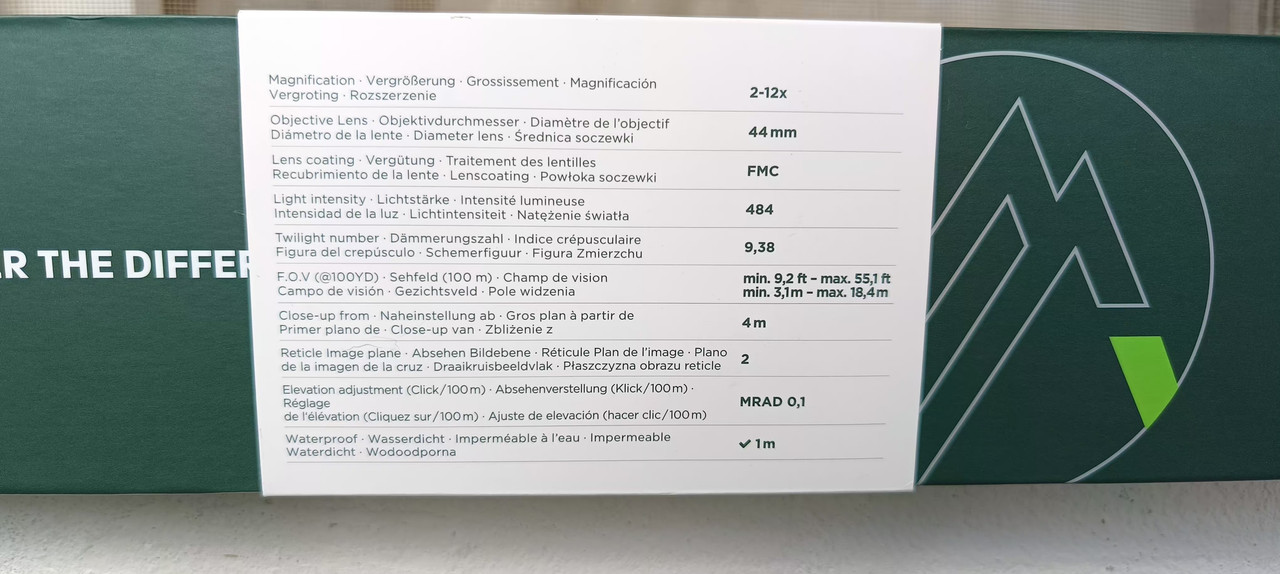 ER THE DIFFER
Magnification · Vergrößerung · Grossissement · Magnificación
Vergroting · Rozszerzenie
2-12x
Objective Lens · Objektivdurchmesser · Diamètre de l'objectif
Diámetro de la lente · Diameter lens · Średnica soczewki
44 mm
Lens coating · Vergütung · Traitement des lentilles
Recubrimiento de la lente · Lenscoating · Powłoka soczewki
FMC
Light intensity · Lichtstärke · Intensité lumineuse
Intensidad de la luz · Lichtintensiteit · Natężenie światła
484
Twilight number · Dämmerungszahl · Indice crépusculaire
Figura del crepúsculo · Schemerfiguur · Figura Zmierzchu
9,38
F.O.V (@100YD) · Sehfeld (100 m) · Champ de vision
Campo de visión · Gezichtsveld · Pole widzenia
min. 9,2 ft – max. 55,1 ft
min. 3,1m – max. 18,4m
Close-up from · Naheinstellung ab · Gros plan à partir de
Primer plano de · Close-up van · Zbliżenie z
4 m
Reticle Image plane · Absehen Bildebene · Réticule Plan de l'image · Plano
de la imagen de la cruz · Draaikruisbeeldvlak · Płaszczyzna obrazu reticle
2
Elevation adjustment (Click/100 m) · Absehenverstellung (Klick/100 m) ·
Réglage
de l'élévation (Cliquez sur/100 m) · Ajuste de elevación (hacer clic/100 m)
MRAD 0,1
Waterproof · Wasserdicht · Imperméable à l'eau · Impermeable
Waterdicht · Wodoodporna
✔ 1 m